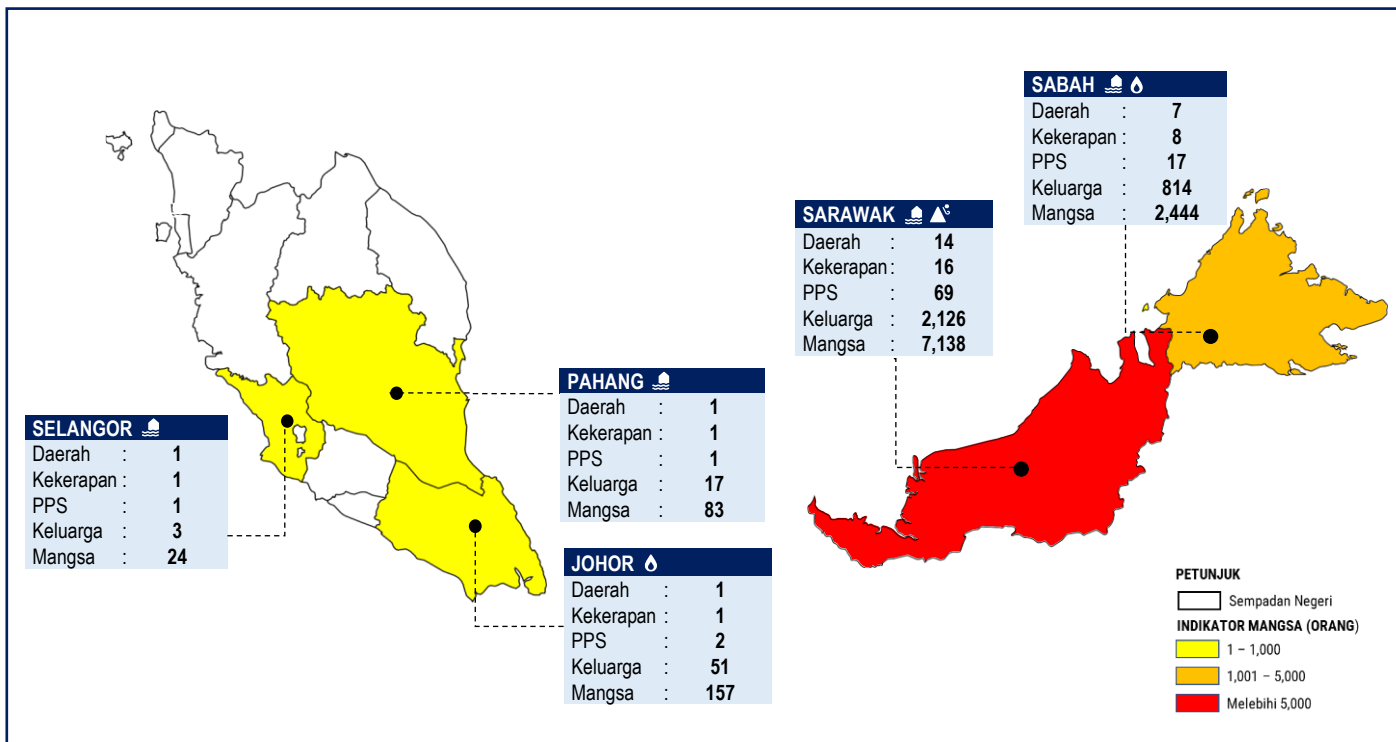 SABAH
Daerah : 7
Kekerapan : 8
PPS : 17
Keluarga : 814
Mangsa : 2,444
SARAWAK
Daerah : 14
Kekerapan : 16
PPS : 69
Keluarga : 2,126
Mangsa : 7,138
PAHANG
Daerah : 1
Kekerapan : 1
PPS : 1
Keluarga : 17
Mangsa : 83
SELANGOR
Daerah : 1
Kekerapan : 1
PPS : 1
Keluarga : 3
Mangsa : 24
JOHOR
Daerah : 1
Kekerapan : 1
PPS : 2
Keluarga : 51
Mangsa : 157
PETUNJUK
Sempadan Negeri
INDIKATOR MANGSA (ORANG)
1 – 1,000
1,001 – 5,000
Melebihi 5,000